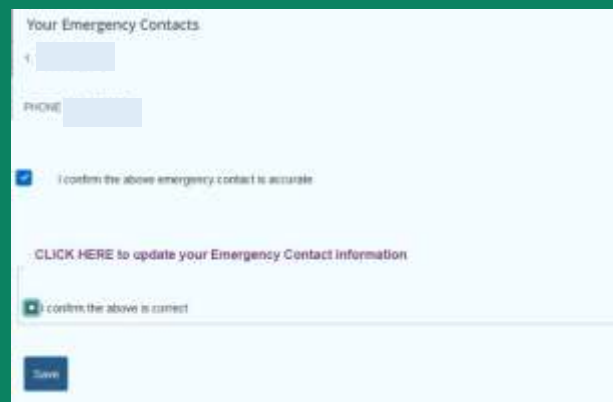 Your Emergency Contacts
1.
PHONE
I confirm the above emergency contact is accurate
CLICK HERE to update your Emergency Contact information
I confirm the above is correct
Save